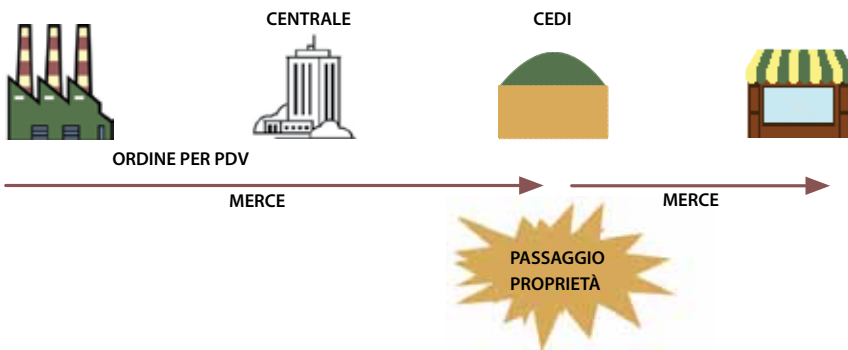 CENTRALE
CEDI
ORDINE PER PDV
MERCE
MERCE
PASSAGGIO
PROPRIETÀ